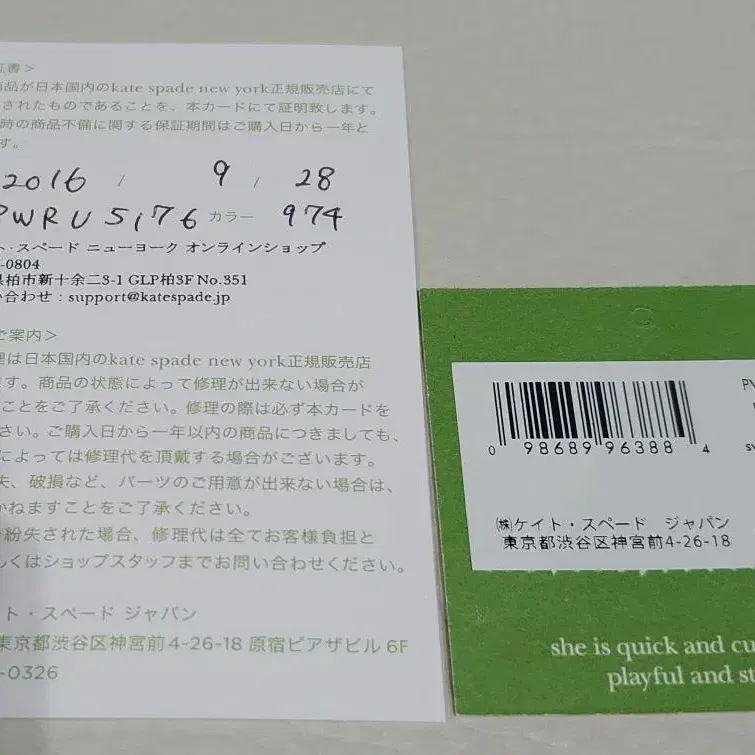 証書＞
商品が日本国内のkate spade new york正規販売店にて
されたものであることを、本カードにて証明致します。
時の商品不備に関する保証期間はご購入日から一年と
す。
2016 / 9 / 28
PWRU5176 カラー 974
ト・スペード ニューヨーク オンラインショップ
-0804
県柏市新十余二3-1 GLP柏3F No.351
い合わせ：support@katespade.jp
ご案内＞
理は日本国内のkate spade new york正規販売店
ます。商品の状態によって修理が出来ない場合が
ことをご了承ください。修理の際は必ず本カードを
さい。ご購入日から一年以内の商品につきましても、
によっては修理代を頂戴する場合がございます。
失、破損など、パーツのご用意が出来ない場合は、
かねますことをご了承ください。
紛失された場合、修理代は全てお客様負担と
しくはショップスタッフまでお問い合わせください。
ト・スペード ジャパン
東京都渋谷区神宮前4-26-18 原宿ピアザビル 6F
-0326
PV
0 98689 96388 4
㈱ケイト・スペード ジャパン
東京都渋谷区神宮前4-26-18
she is quick and cu
playful and st